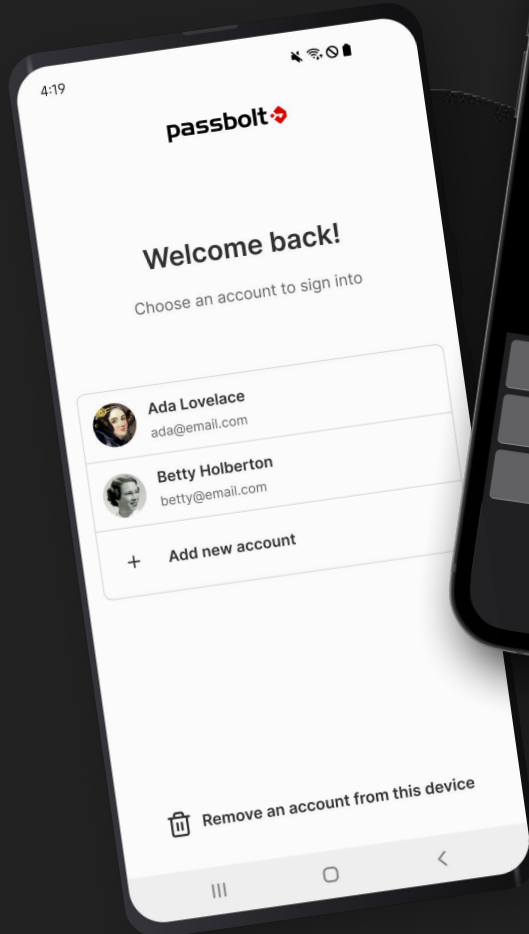 4:19
passbolt
Welcome back!
Choose an account to sign into
Ada Lovelace
ada@email.com
Betty Holberton
betty@email.com
+ Add new account
Remove an account from this device